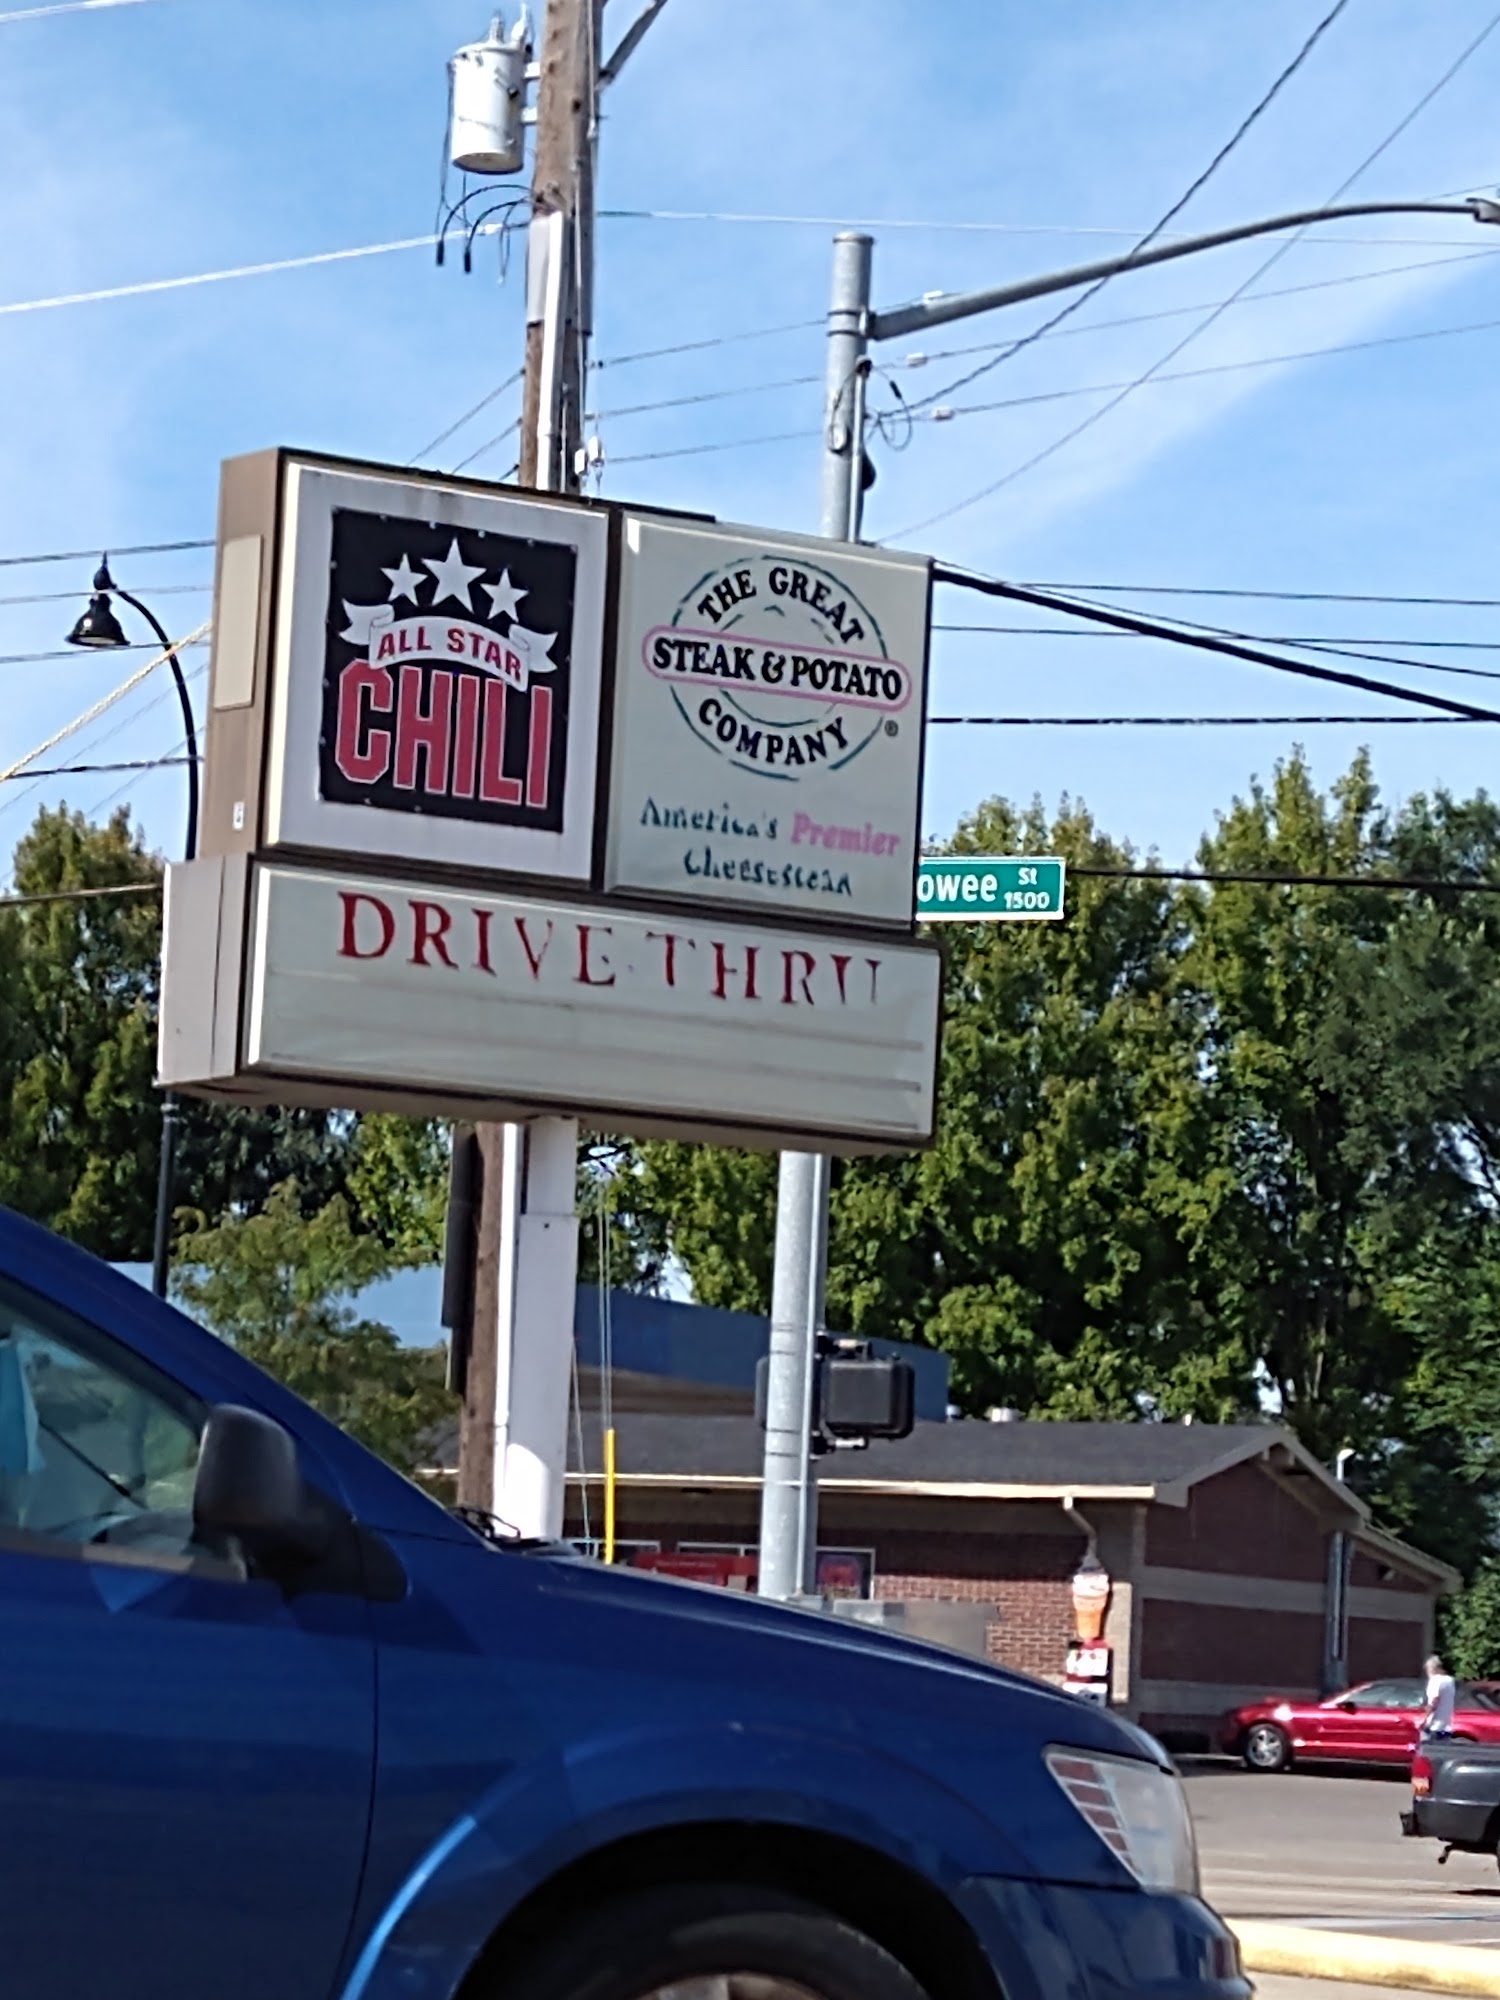 ALL STAR
CHILI
THE GREAT
STEAK & POTATO
COMPANY
®
America's Premier
Cheesesteak
DRIVE THRU
owee St
1500